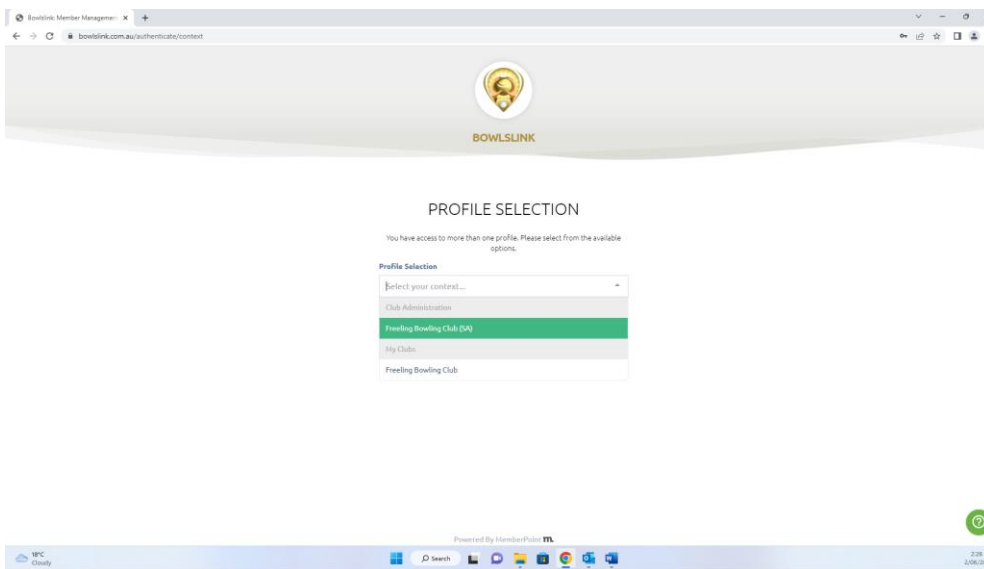 Bowlslink: Member Managemen
bowlslink.com.au/authenticate/context
BOWLSLINK
PROFILE SELECTION
You have access to more than one profile. Please select from the available
options.
Profile Selection
Select your context...
Club Administration
Freeling Bowling Club (SA)
My Clubs
Freeling Bowling Club
Powered By MemberPoint m.
18°C
Cloudy
Search